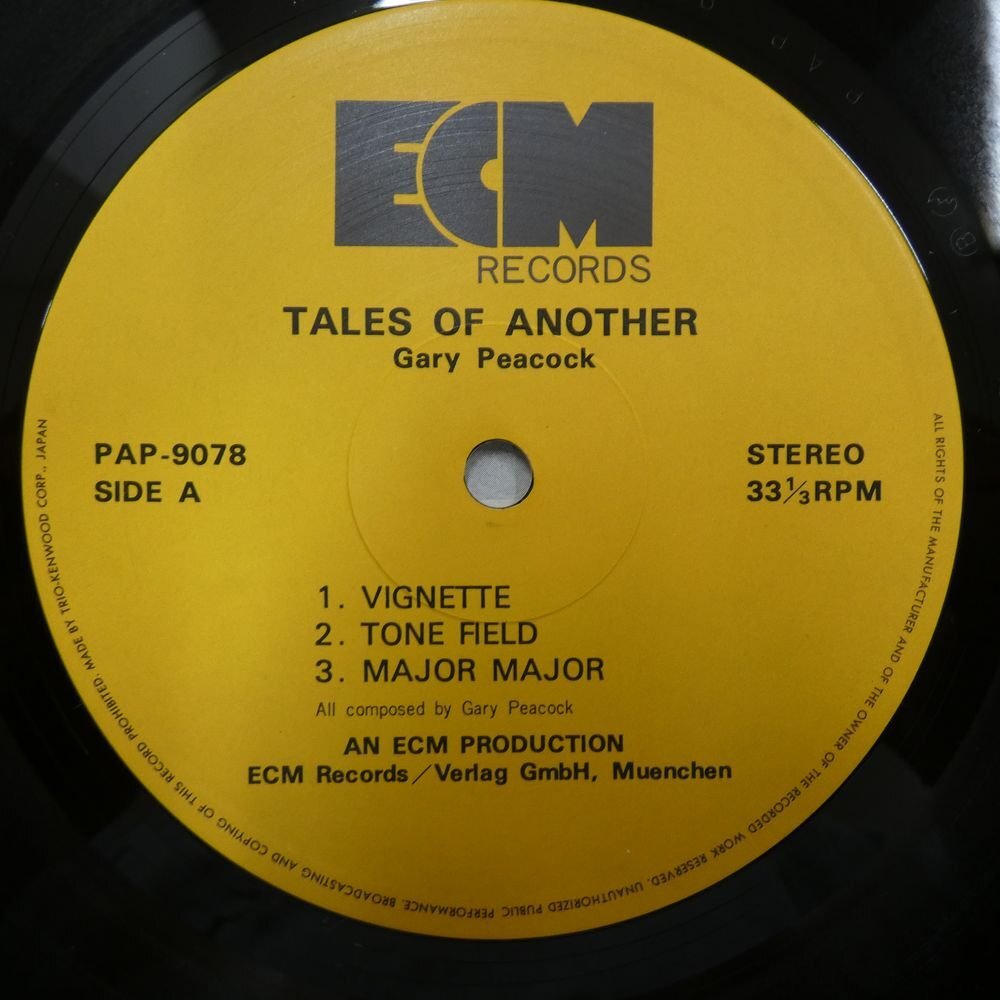 ECM
RECORDS
TALES OF ANOTHER
Gary Peacock
PAP-9078
SIDE A
STEREO
33⅓RPM
1. VIGNETTE
2. TONE FIELD
3. MAJOR MAJOR
All composed by Gary Peacock
AN ECM PRODUCTION
ECM Records/Verlag GmbH, Muenchen
ALL RIGHTS OF THE MANUFACTURER AND OF THE OWNER OF THE RECORDED WORK RESERVED. UNAUTHORIZED PUBLIC PERFORMANCE. BROADCASTING AND COPYING OF THIS RECORD PROHIBITED. MADE BY TRIO-KENWOOD CORP., JAPAN